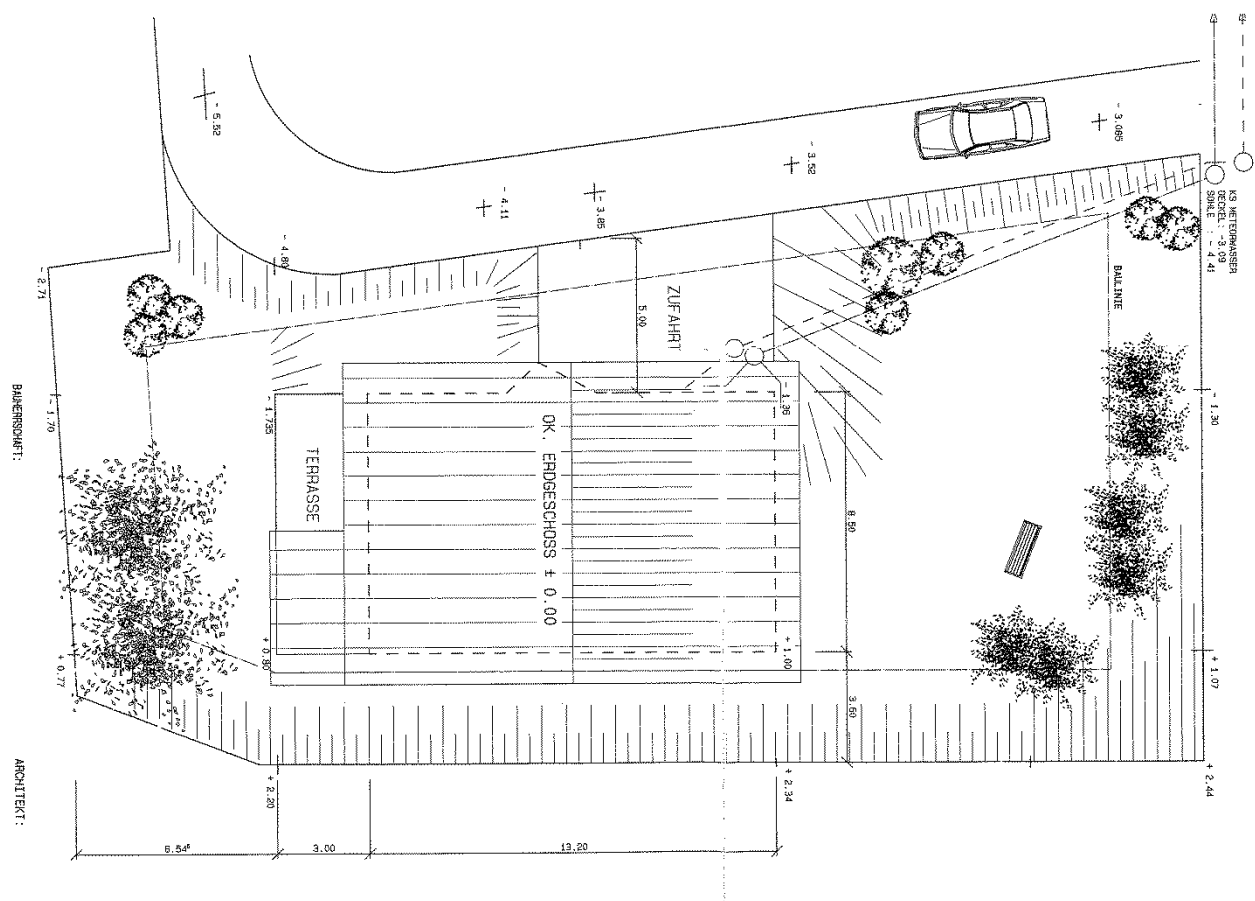 - 5.52
- 3.085
- 3.52
- 3.85
- 4.11
- 4.80
KS METEORWASSER
DECKEL: -3.09
SOHLE : - 4.41
BAULINIE
ZUFAHRT
5.00
- 2.71
- 1.70
- 1.735
- 1.36
- 1.30
TERRASSE
OK. ERDGESCHOSS ± 0.00
8.50
+ 0.80
+ 1.00
+ 1.07
+ 0.77
3.50
+ 2.20
+ 2.34
+ 2.44
6.54⁵
3.00
13.20
BAUHERRSCHAFT:
ARCHITEKT: